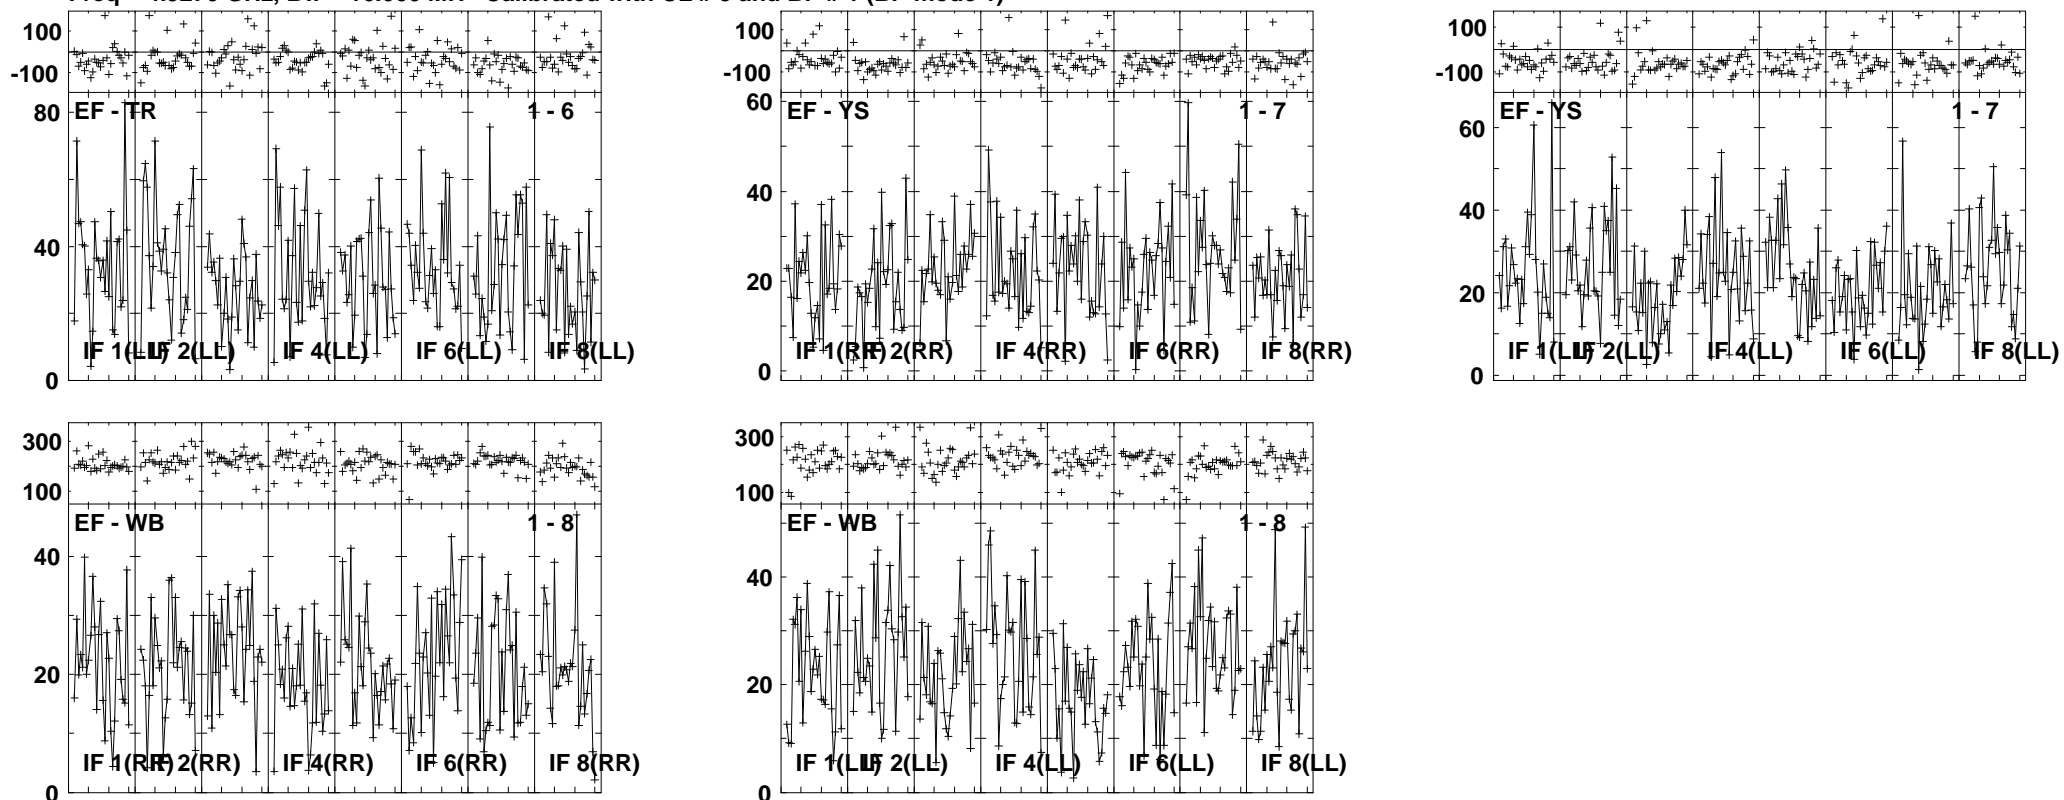 100
-100
EF - TR 1 - 6
80
40
0
IF 1(LL) IF 2(LL) IF 4(LL) IF 6(LL) IF 8(LL)
100
-100
EF - YS 1 - 7
60
40
20
0
IF 1(RR) IF 2(RR) IF 4(RR) IF 6(RR) IF 8(RR)
100
-100
EF - YS 1 - 7
60
40
20
0
IF 1(LL) IF 2(LL) IF 4(LL) IF 6(LL) IF 8(LL)
300
100
EF - WB 1 - 8
40
20
0
IF 1(RR) IF 2(RR) IF 4(RR) IF 6(RR) IF 8(RR)
300
100
EF - WB 1 - 8
40
20
0
IF 1(LL) IF 2(LL) IF 4(LL) IF 6(LL) IF 8(LL)